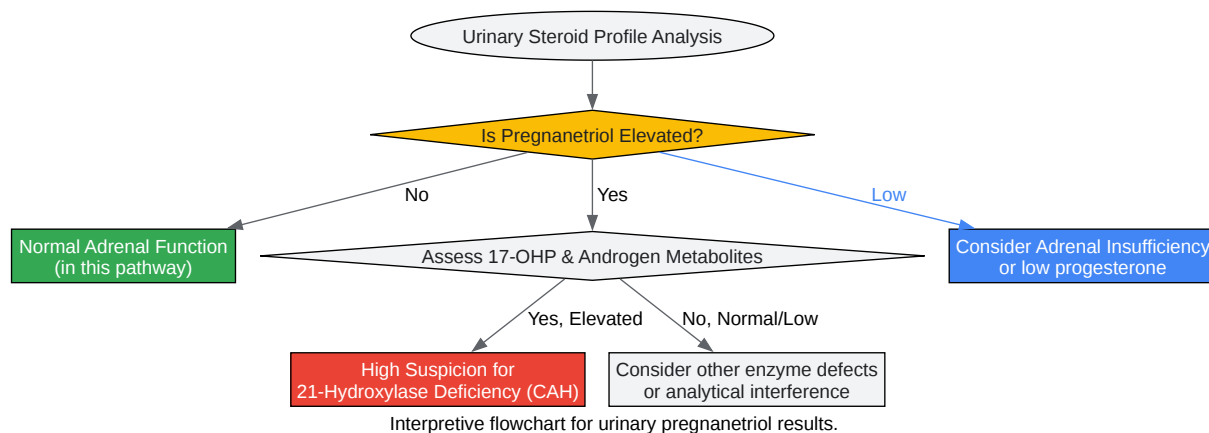 Urinary Steroid Profile Analysis
Is Pregnanetriol Elevated?
No
Yes
Low
Normal Adrenal Function
(in this pathway)
Assess 17-OHP & Androgen Metabolites
Consider Adrenal Insufficiency
or low progesterone
Yes, Elevated
No, Normal/Low
High Suspicion for
21-Hydroxylase Deficiency (CAH)
Consider other enzyme defects
or analytical interference
Interpretive flowchart for urinary pregnanetriol results.